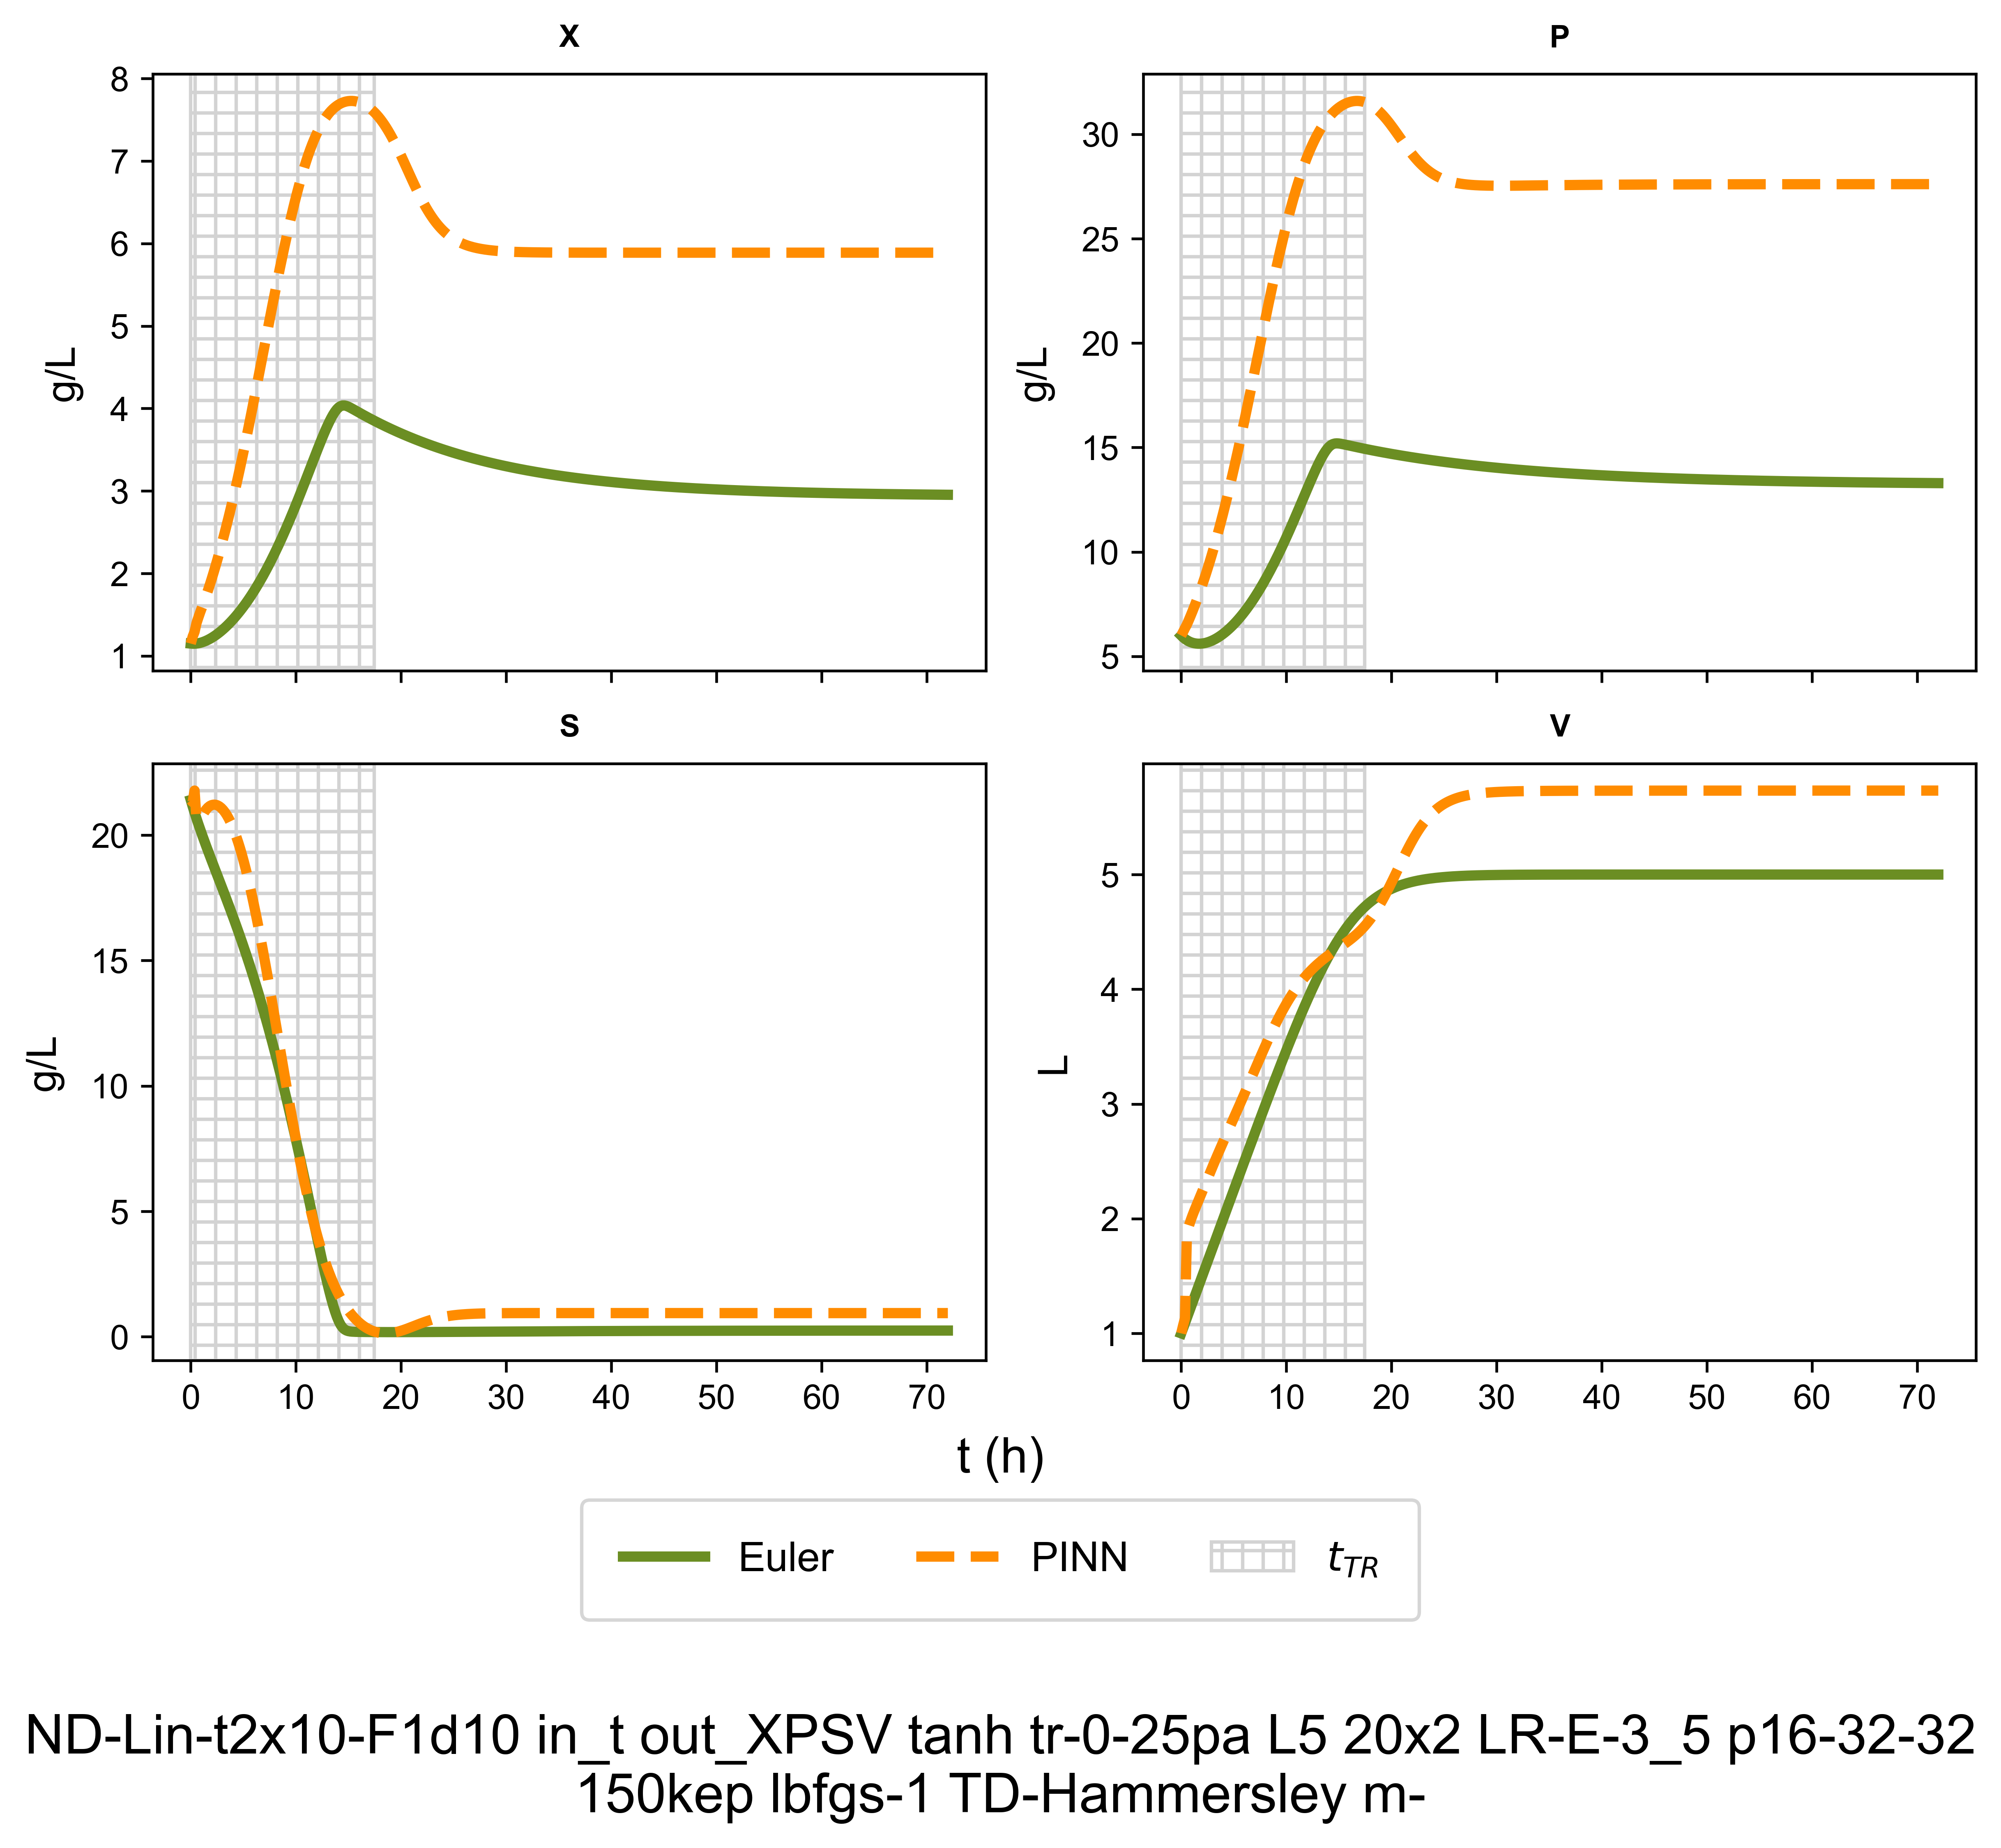 X
8
7
6
5
4
3
2
1
g/L
P
30
25
20
15
10
5
g/L
S
20
15
10
5
0
g/L
0 10 20 30 40 50 60 70
V
5
4
3
2
1
L
0 10 20 30 40 50 60 70
t (h)
Euler PINN t_TR
ND-Lin-t2x10-F1d10 in_t out_XPSV tanh tr-0-25pa L5 20x2 LR-E-3_5 p16-32-32
150kep lbfgs-1 TD-Hammersley m-